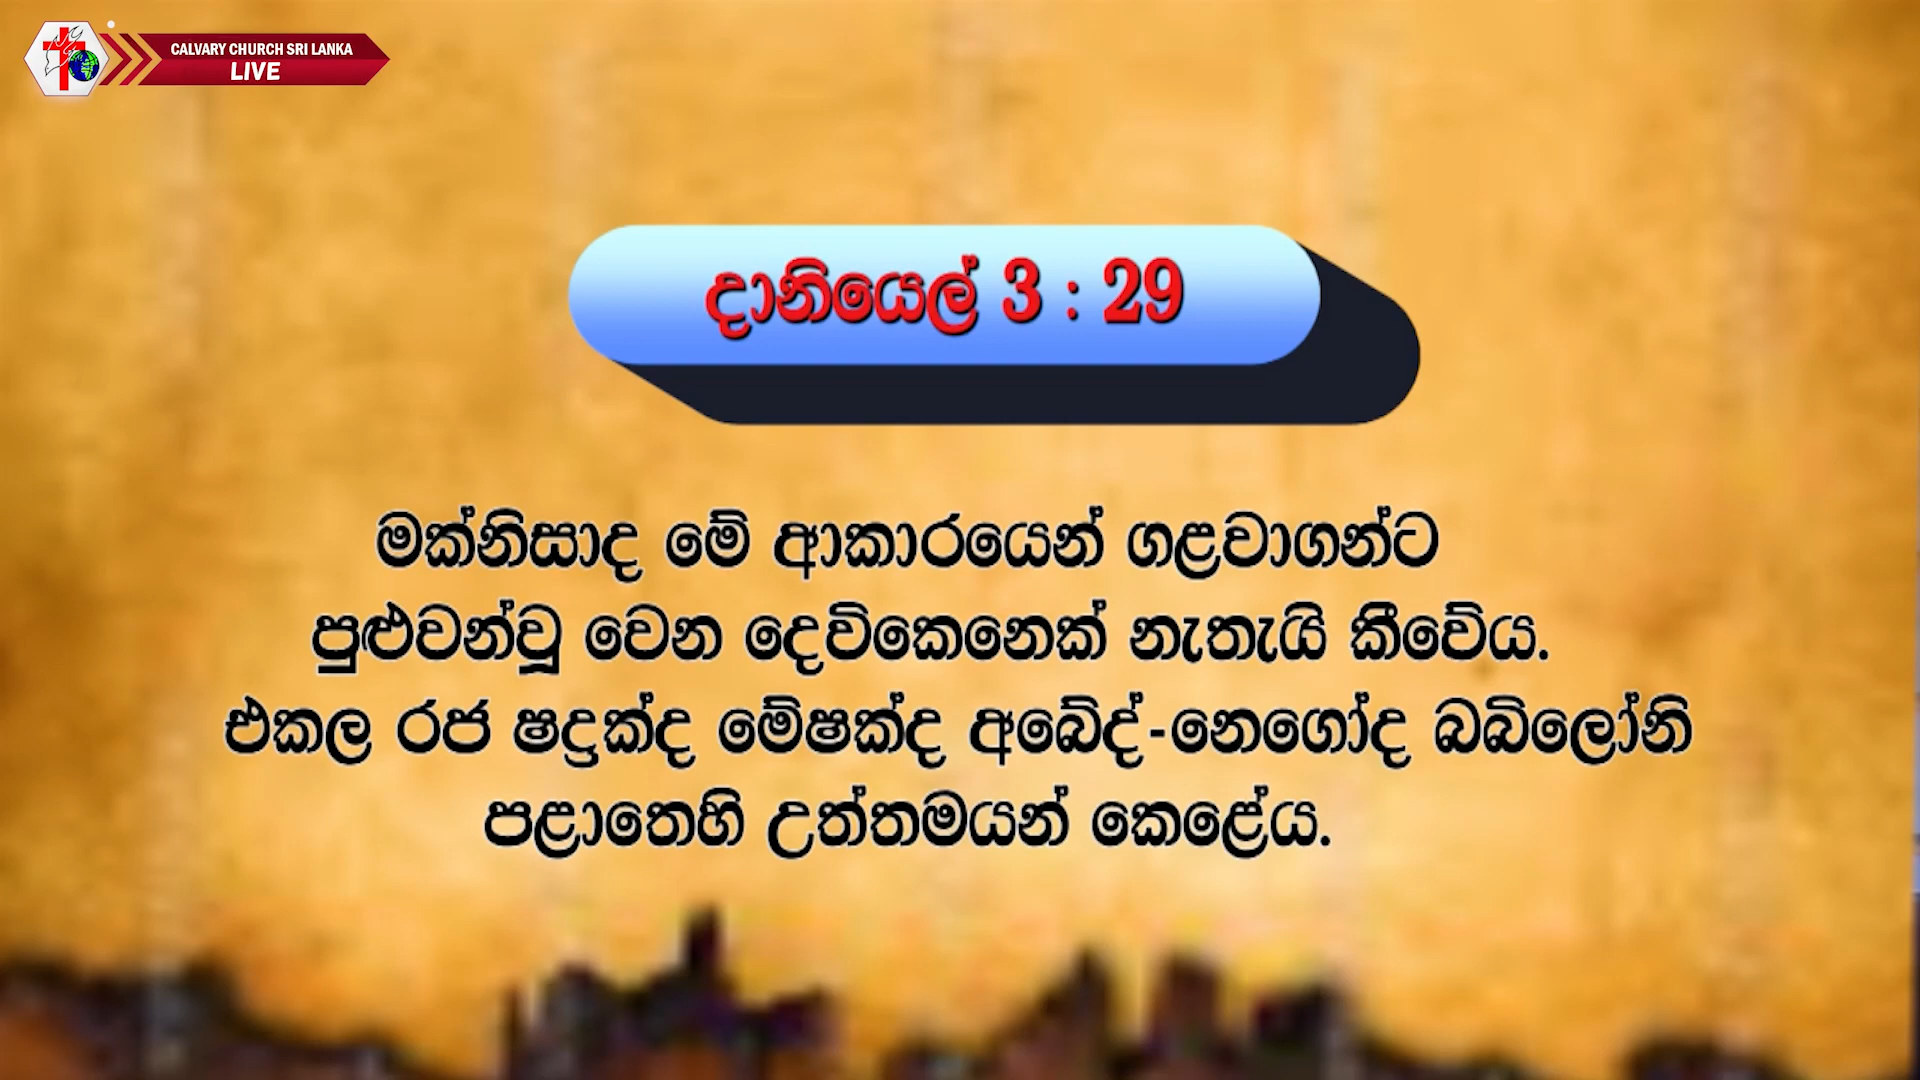 CALVARY CHURCH SRI LANKA
LIVE
දානියෙල් 3 : 29
මක්නිසාද මේ ආකාරයෙන් ගළවාගන්ට
පුළුවන්වූ වෙන දෙවිකෙනෙක් නැතැයි කීවේය.
එකල රජ ෂද්‍රක්ද මේෂක්ද අබේද්-නෙගෝද බබිලෝනි
පළාතෙහි උත්තමයන් කෙළේය.